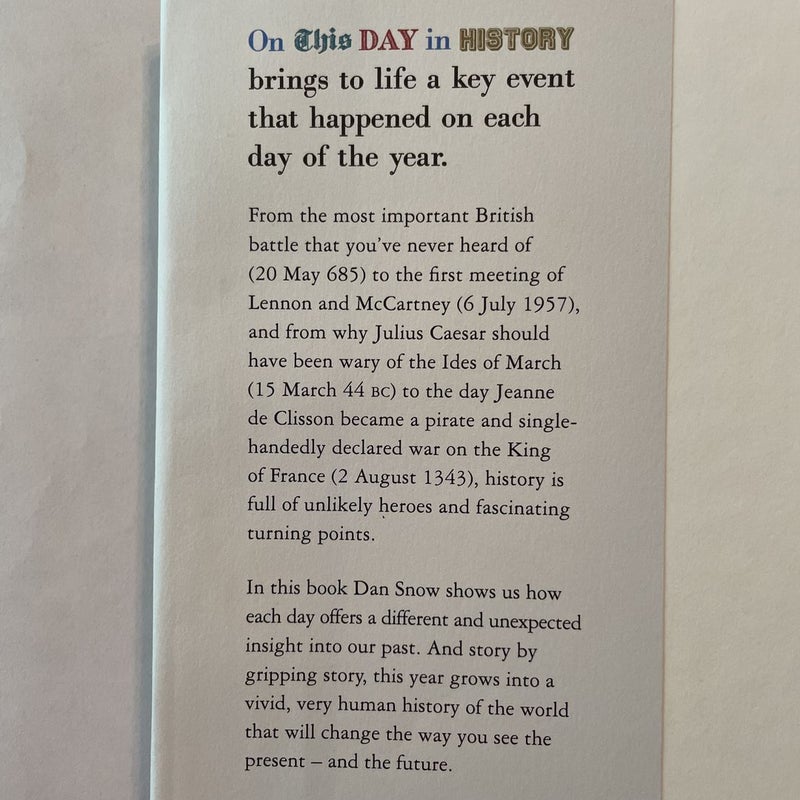 On This DAY in HISTORY
brings to life a key event
that happened on each
day of the year.
From the most important British
battle that you've never heard of
(20 May 685) to the first meeting of
Lennon and McCartney (6 July 1957),
and from why Julius Caesar should
have been wary of the Ides of March
(15 March 44 BC) to the day Jeanne
de Clisson became a pirate and single-
handedly declared war on the King
of France (2 August 1343), history is
full of unlikely heroes and fascinating
turning points.
In this book Dan Snow shows us how
each day offers a different and unexpected
insight into our past. And story by
gripping story, this year grows into a
vivid, very human history of the world
that will change the way you see the
present – and the future.